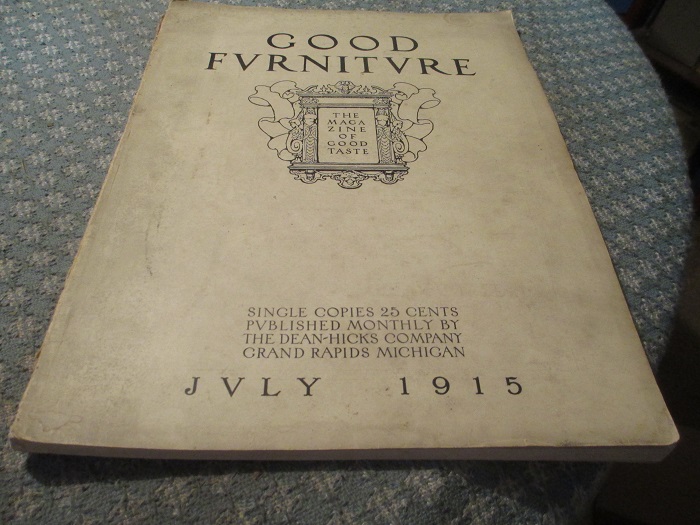 GOOD
FVRNITVRE
THE
MAGA
ZINE
OF
GOOD
TASTE
SINGLE COPIES 25 CENTS
PVBLISHED MONTHLY BY
THE DEAN-HICKS COMPANY
GRAND RAPIDS MICHIGAN
JVLY 1915